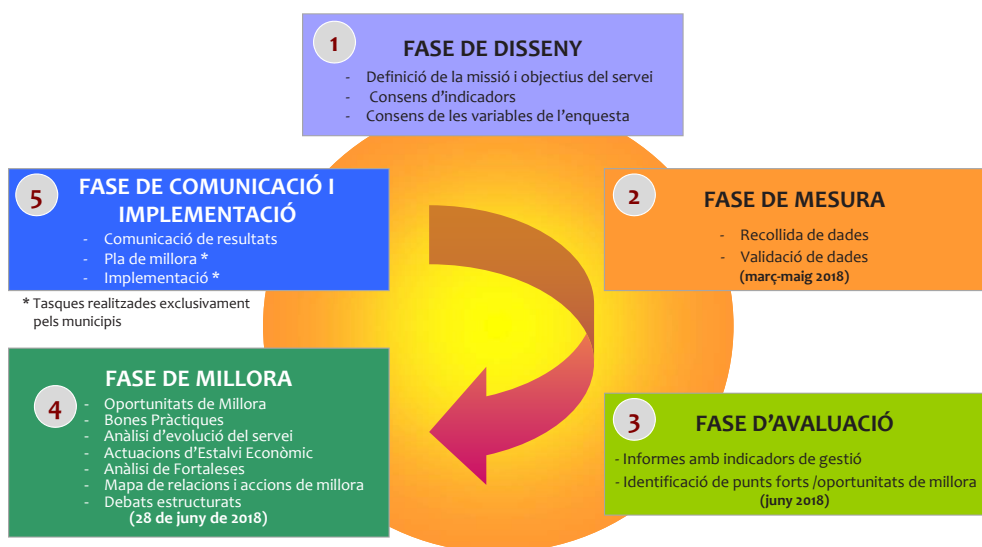 1
FASE DE DISSENY
- Definició de la missió i objectius del servei
- Consens d'indicadors
- Consens de les variables de l'enquesta
2
FASE DE MESURA
- Recollida de dades
- Validació de dades
(març-maig 2018)
3
FASE D'AVALUACIÓ
- Informes amb indicadors de gestió
- Identificació de punts forts /oportunitats de millora
(juny 2018)
4
FASE DE MILLORA
- Oportunitats de Millora
- Bones Pràctiques
- Anàlisi d'evolució del servei
- Actuacions d'Estalvi Econòmic
- Anàlisi de Fortaleses
- Mapa de relacions i accions de millora
- Debats estructurats
(28 de juny de 2018)
5
FASE DE COMUNICACIÓ I
IMPLEMENTACIÓ
- Comunicació de resultats
- Pla de millora *
- Implementació *
* Tasques realitzades exclusivament
pels municipis